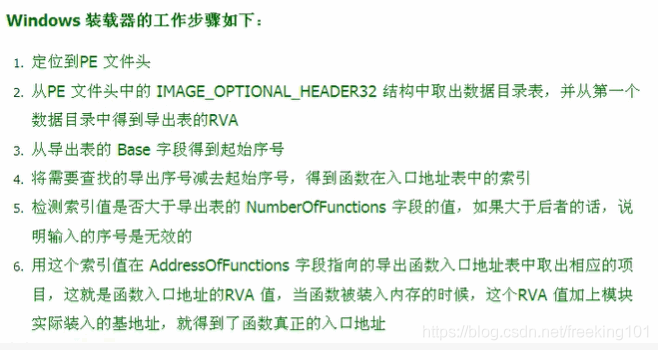 Windows 装载器的工作步骤如下：
1. 定位到PE 文件头
2. 从PE 文件头中的 IMAGE_OPTIONAL_HEADER32 结构中取出数据目录表，并从第一个
数据目录中得到导出表的RVA
3. 从导出表的 Base 字段得到起始序号
4. 将需要查找的导出序号减去起始序号，得到函数在入口地址表中的索引
5. 检测索引值是否大于导出表的 NumberOfFunctions 字段的值，如果大于后者的话，说
明输入的序号是无效的
6. 用这个索引值在 AddressOfFunctions 字段指向的导出函数入口地址表中取出相应的项
目，这就是函数入口地址的RVA 值，当函数被装入内存的时候，这个RVA 值加上模块
实际装入的基地址，就得到了函数真正的入口地址
https://blog.csdn.net/freeking101